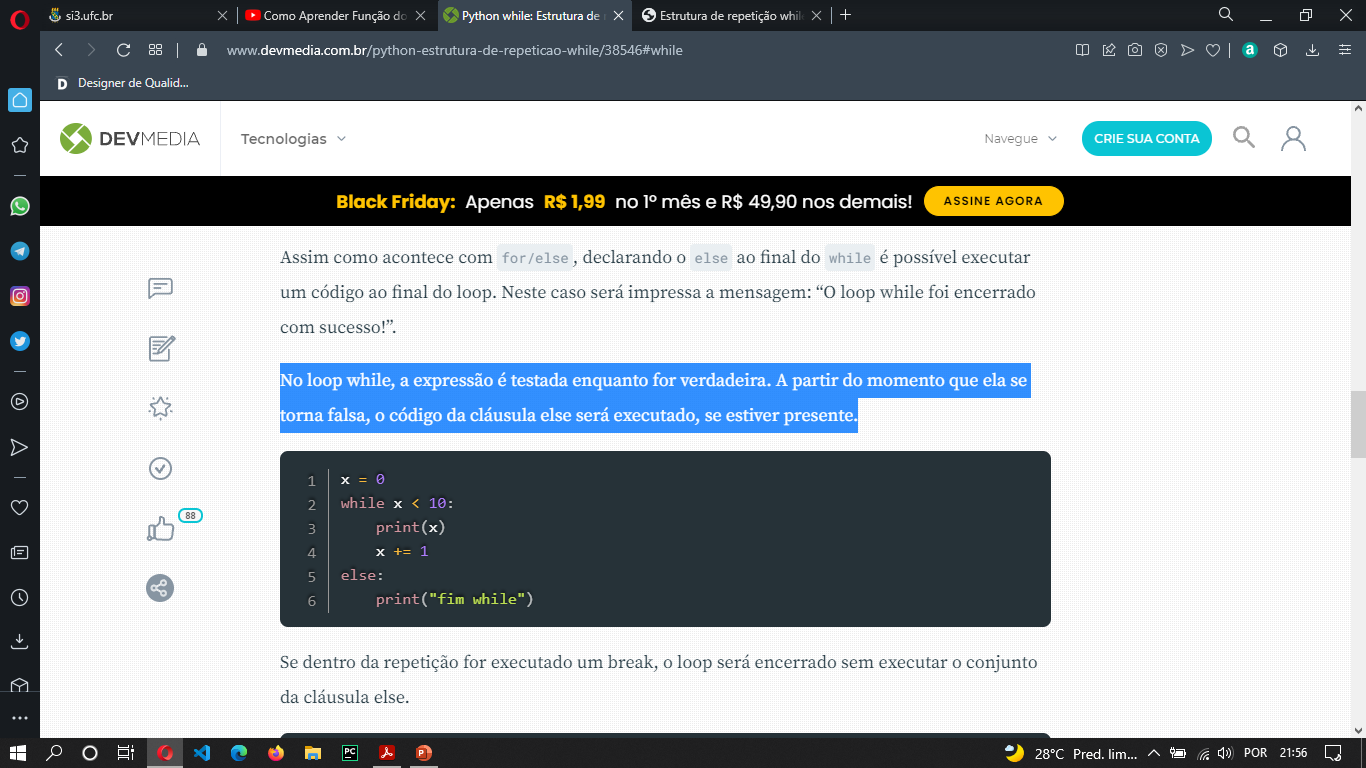 si3.ufc.br
Como Aprender Função do
Python while: Estrutura de r
Estrutura de repetição whil
www.devmedia.com.br/python-estrutura-de-repeticao-while/38546#while
D Designer de Qualid...
DEVMEDIA
Tecnologias
Navegue
CRIE SUA CONTA
Black Friday: Apenas R$ 1,99 no 1º mês e R$ 49,90 nos demais! ASSINE AGORA
Assim como acontece com for/else, declarando o else ao final do while é possível executar
um código ao final do loop. Neste caso será impressa a mensagem: “O loop while foi encerrado
com sucesso!”.
No loop while, a expressão é testada enquanto for verdadeira. A partir do momento que ela se
torna falsa, o código da cláusula else será executado, se estiver presente.
88
1 x = 0
2 while x < 10:
3     print(x)
4     x += 1
5 else:
6     print("fim while")
Se dentro da repetição for executado um break, o loop será encerrado sem executar o conjunto
da cláusula else.
28°C Pred. lim... POR 21:56